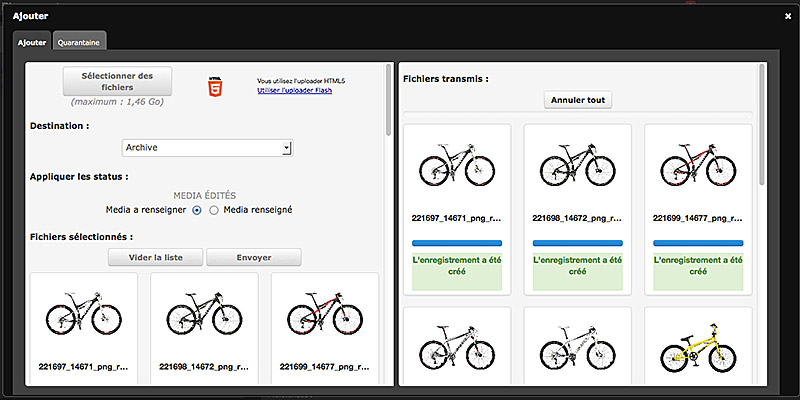 Ajouter
Ajouter
Quarantaine
Sélectionner des
fichiers
(maximum : 1,46 Go)
HTML
5
Vous utilisez l'uploader HTML5
Utiliser l'uploader Flash
Destination :
Archive
Appliquer les status :
MEDIA ÉDITÉS
Media a renseigner
Media renseigné
Fichiers sélectionnés :
Vider la liste
Envoyer
221697_14671_png_r...
221698_14672_png_r...
221699_14677_png_r...
Fichiers transmis :
Annuler tout
221697_14671_png_r...
221698_14672_png_r...
221699_14677_png_r...
L'enregistrement a été
créé
L'enregistrement a été
créé
L'enregistrement a été
créé